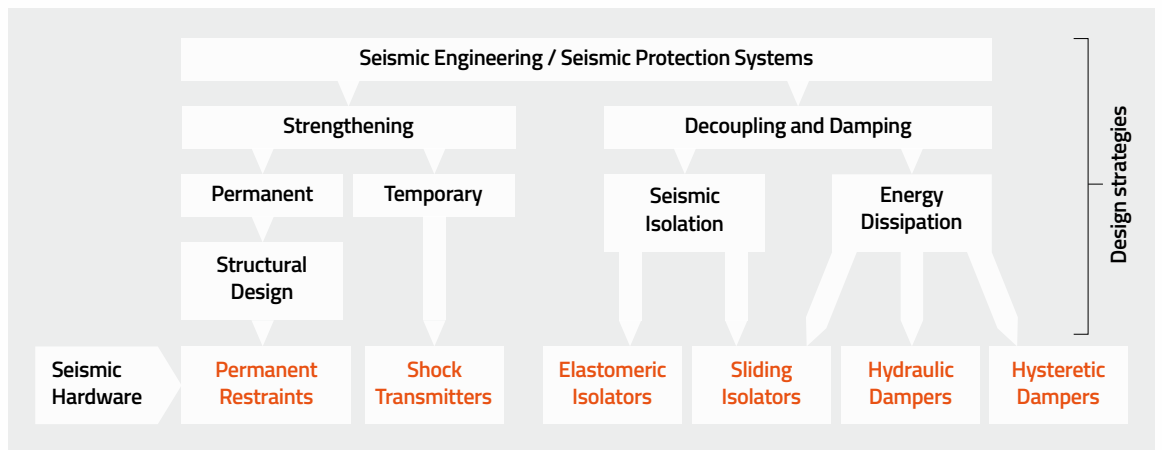 Seismic Engineering / Seismic Protection Systems
Strengthening
Decoupling and Damping
Permanent
Temporary
Seismic
Isolation
Energy
Dissipation
Structural
Design
Design strategies
Seismic
Hardware
Permanent
Restraints
Shock
Transmitters
Elastomeric
Isolators
Sliding
Isolators
Hydraulic
Dampers
Hysteretic
Dampers